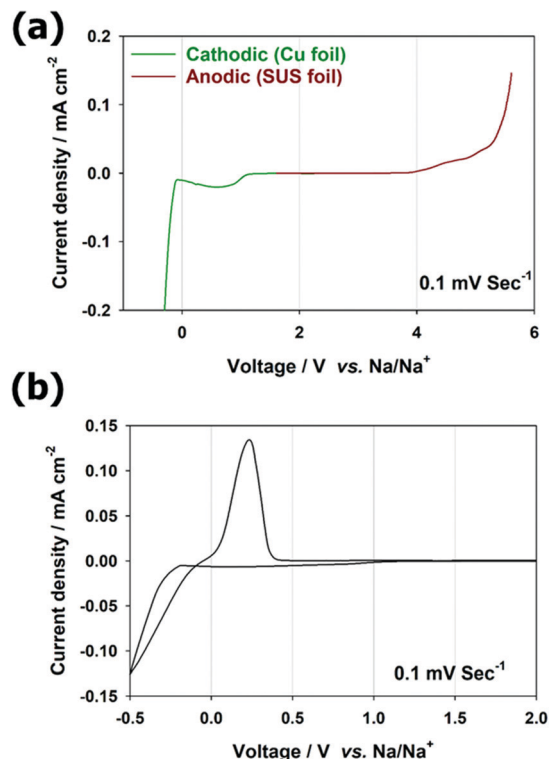 (a)
Cathodic (Cu foil)
Anodic (SUS foil)
0.2
0.1
0.0
-0.1
-0.2
Current density / mA cm⁻²
0.1 mV Sec⁻¹
0 2 4 6
Voltage / V vs. Na/Na⁺
(b)
0.15
0.10
0.05
0.00
-0.05
-0.10
-0.15
Current density / mA cm⁻²
0.1 mV Sec⁻¹
-0.5 0.0 0.5 1.0 1.5 2.0
Voltage / V vs. Na/Na⁺